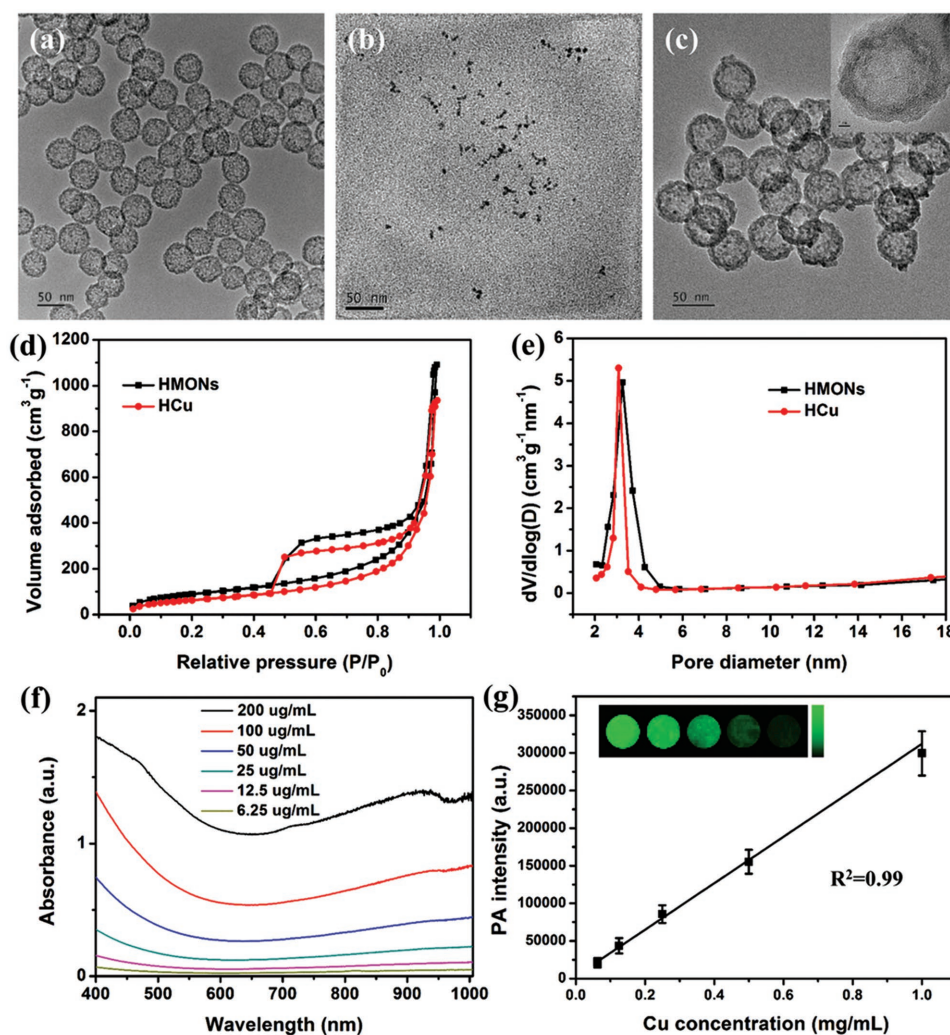 (a)
50 nm
(b)
50 nm
(c)
50 nm
(d)
Volume adsorbed (cm³g⁻¹)
1200
1000
800
600
400
200
0
HMONs
HCu
0.0 0.2 0.4 0.6 0.8 1.0
Relative pressure (P/P₀)
(e)
dV/dlog(D) (cm³g⁻¹nm⁻¹)
6
5
4
3
2
1
0
HMONs
HCu
0 2 4 6 8 10 12 14 16 18
Pore diameter (nm)
(f)
Absorbance (a.u.)
2
1
0
200 ug/mL
100 ug/mL
50 ug/mL
25 ug/mL
12.5 ug/mL
6.25 ug/mL
400 500 600 700 800 900 1000
Wavelength (nm)
(g)
PA intensity (a.u.)
350000
300000
250000
200000
150000
100000
50000
0
R²=0.99
0.0 0.2 0.4 0.6 0.8 1.0
Cu concentration (mg/mL)